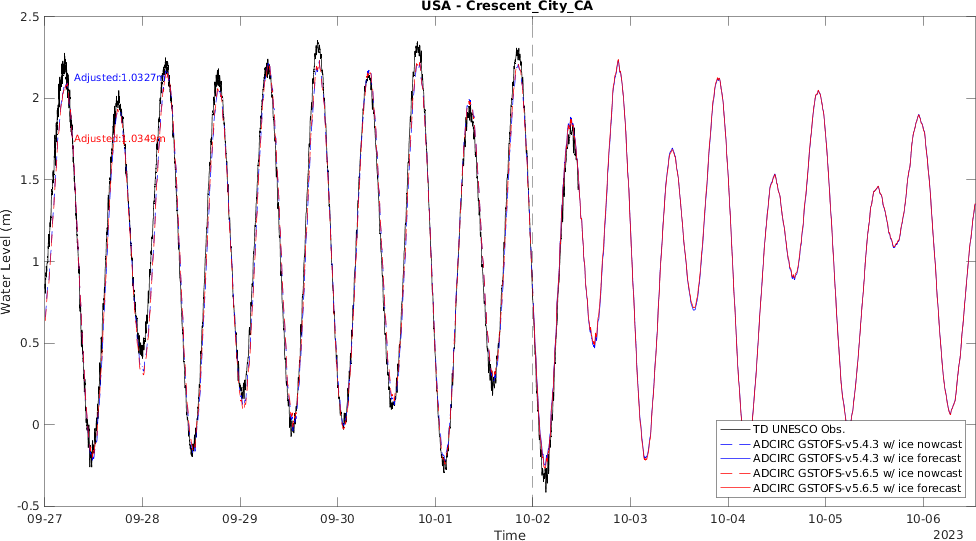 USA - Crescent_City_CA
2.5
2
1.5
1
0.5
0
-0.5
Water Level (m)
Adjusted:1.0327m
Adjusted:1.0349m
TD UNESCO Obs.
ADCIRC GSTOFS-v5.4.3 w/ ice nowcast
ADCIRC GSTOFS-v5.4.3 w/ ice forecast
ADCIRC GSTOFS-v5.6.5 w/ ice nowcast
ADCIRC GSTOFS-v5.6.5 w/ ice forecast
09-27 09-28 09-29 09-30 10-01 10-02 10-03 10-04 10-05 10-06
Time
2023